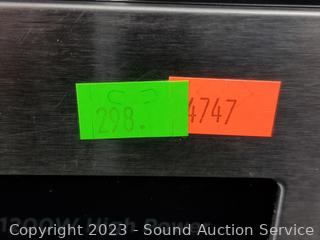 298.
4747
1200W High Power
Copyright 2023 - Sound Auction Service